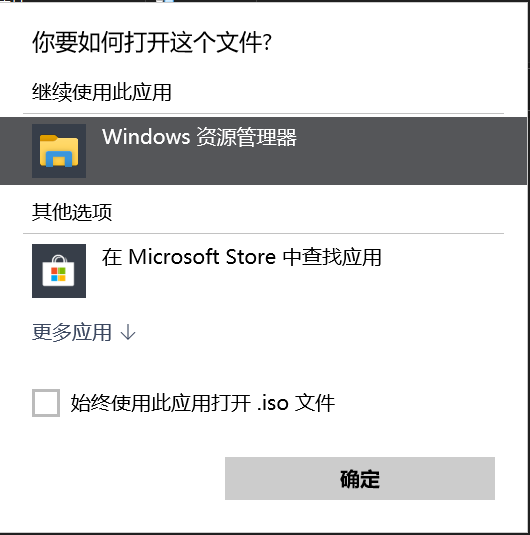 你要如何打开这个文件?
继续使用此应用
Windows 资源管理器
其他选项
在 Microsoft Store 中查找应用
更多应用 ↓
始终使用此应用打开 .iso 文件
确定